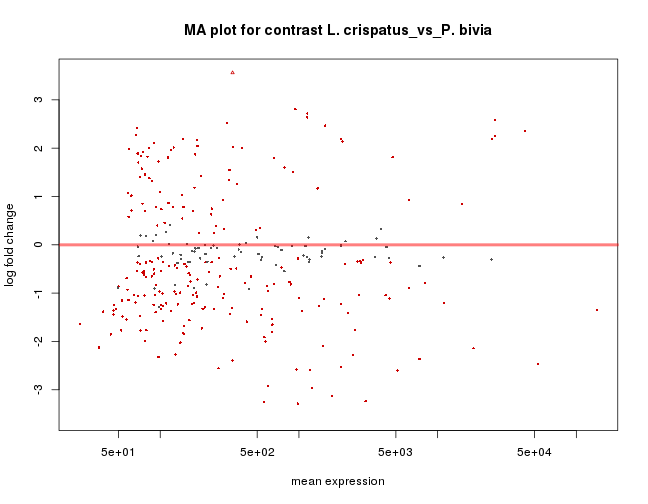 MA plot for contrast L. crispatus_vs_P. bivia
log fold change
3
2
1
0
-1
-2
-3
5e+01 5e+02 5e+03 5e+04
mean expression